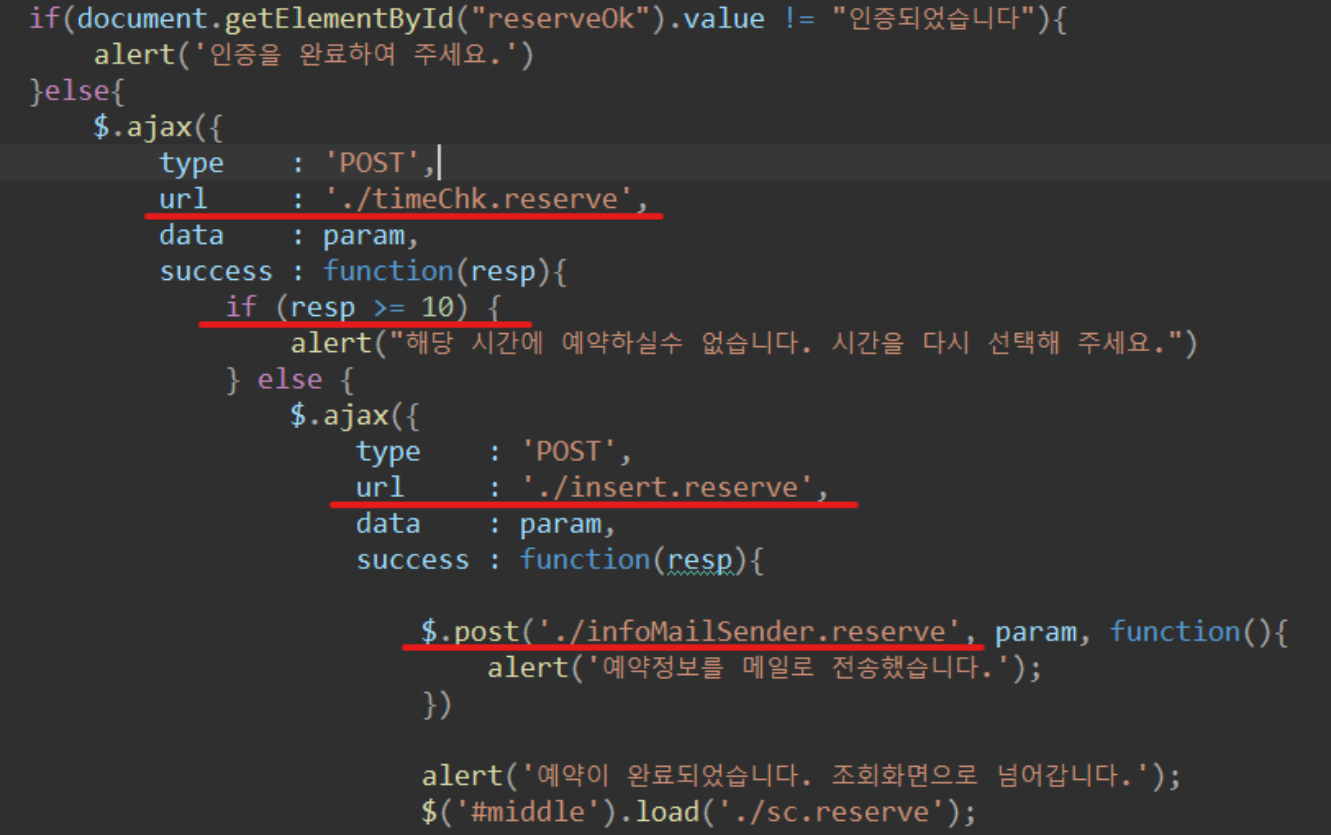 if(document.getElementById("reserveOk").value != "인증되었습니다"){
    alert('인증을 완료하여 주세요.')
}else{
    $.ajax({
        type    : 'POST',
        url     : './timeChk.reserve',
        data    : param,
        success : function(resp){
            if (resp >= 10) {
                alert("해당 시간에 예약하실수 없습니다. 시간을 다시 선택해 주세요.")
            } else {
                $.ajax({
                    type    : 'POST',
                    url     : './insert.reserve',
                    data    : param,
                    success : function(resp){
                        $.post('./infoMailSender.reserve', param, function(){
                            alert('예약정보를 메일로 전송했습니다.');
                        })
                        alert('예약이 완료되었습니다. 조회화면으로 넘어갑니다.');
                        $('#middle').load('./sc.reserve');